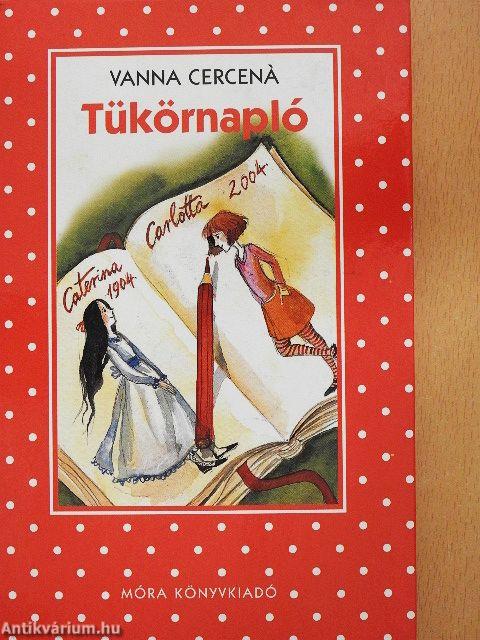 VANNA CERCENÀ
Tükörnapló
Caterina
1904
Carlotta
2004.
MÓRA KÖNYVKIADÓ
Antikvárium.hu